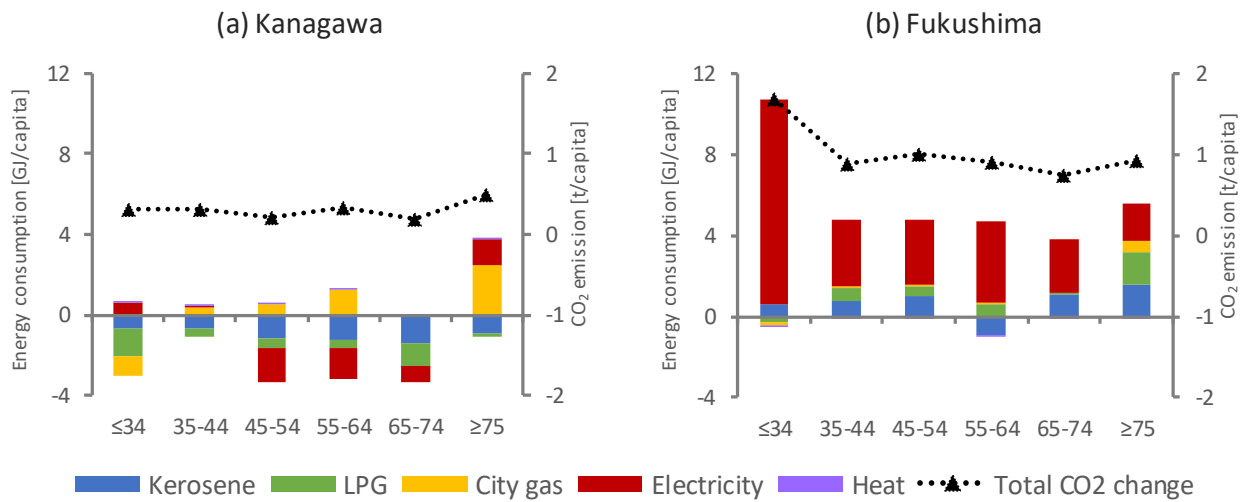 (a) Kanagawa
(b) Fukushima
Energy consumption [GJ/capita]
12
8
4
0
-4
2
1
0
-1
-2
CO₂ emission [t/capita]
≤34 35-44 45-54 55-64 65-74 ≥75
Energy consumption [GJ/capita]
12
8
4
0
-4
2
1
0
-1
-2
CO₂ emission [t/capita]
≤34 35-44 45-54 55-64 65-74 ≥75
Kerosene LPG City gas Electricity Heat Total CO2 change